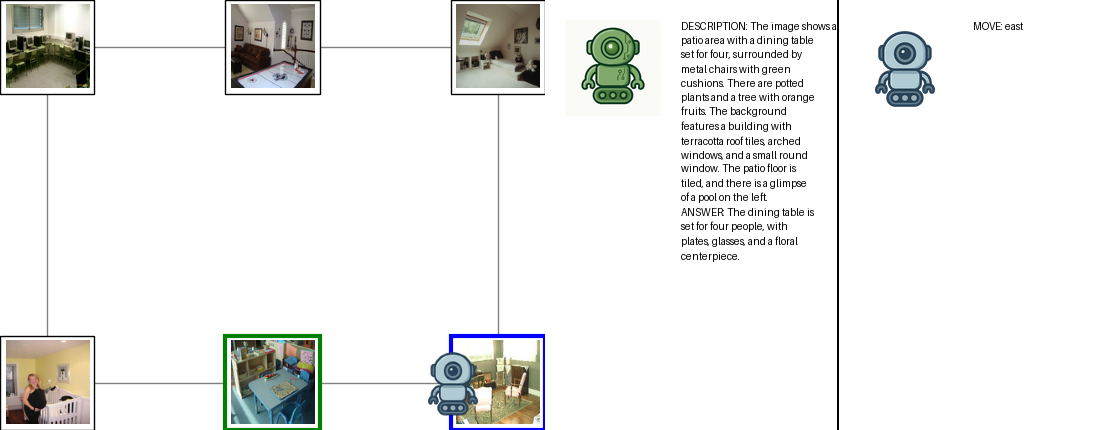 DESCRIPTION: The image shows a
patio area with a dining table
set for four, surrounded by
metal chairs with green
cushions. There are potted
plants and a tree with orange
fruits. The background
features a building with
terracotta roof tiles, arched
windows, and a small round
window. The patio floor is
tiled, and there is a glimpse
of a pool on the left.
ANSWER: The dining table is
set for four people, with
plates, glasses, and a floral
centerpiece.
MOVE: east